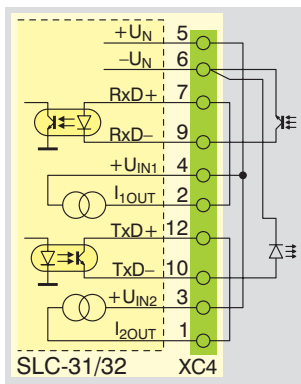 +U_N 5
−U_N 6
RxD+ 7
RxD− 9
+U_IN1 4
I_1OUT 2
TxD+ 12
TxD− 10
+U_IN2 3
I_2OUT 1
SLC-31/32 XC4